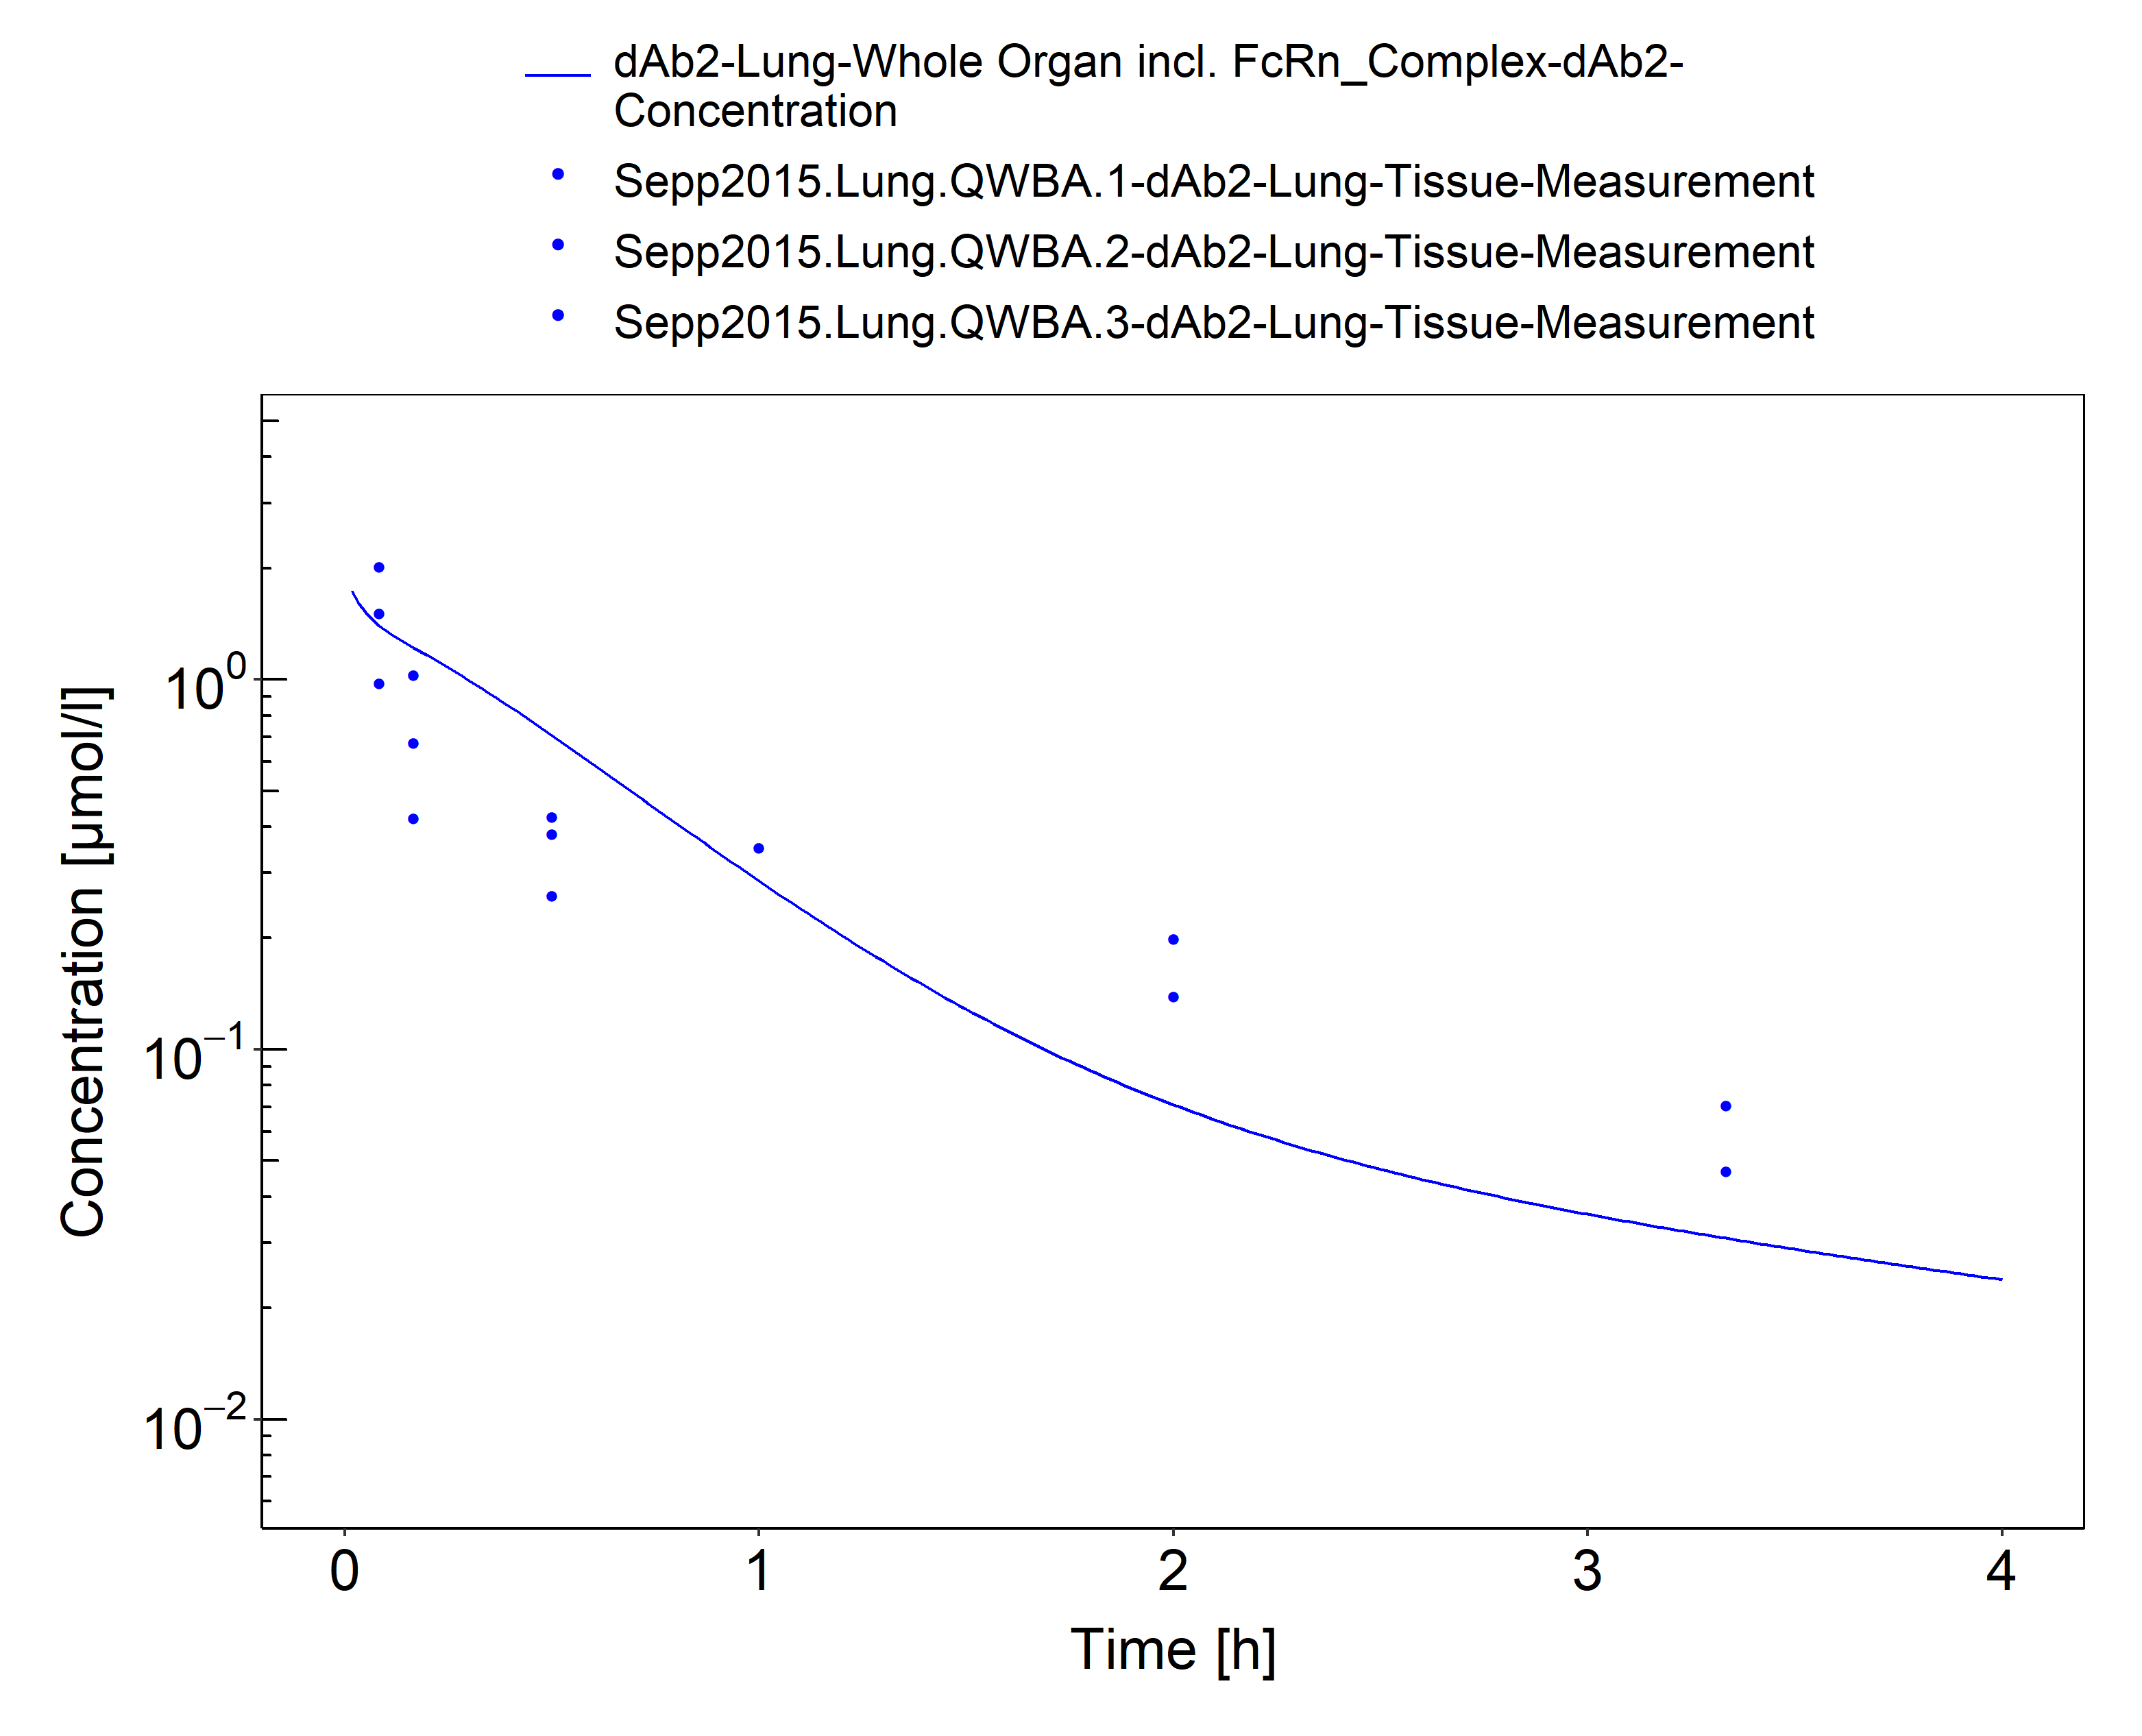 dAb2-Lung-Whole Organ incl. FcRn_Complex-dAb2-
Concentration
Sepp2015.Lung.QWBA.1-dAb2-Lung-Tissue-Measurement
Sepp2015.Lung.QWBA.2-dAb2-Lung-Tissue-Measurement
Sepp2015.Lung.QWBA.3-dAb2-Lung-Tissue-Measurement
Concentration [µmol/l]
10⁰
10⁻¹
10⁻²
0 1 2 3 4
Time [h]